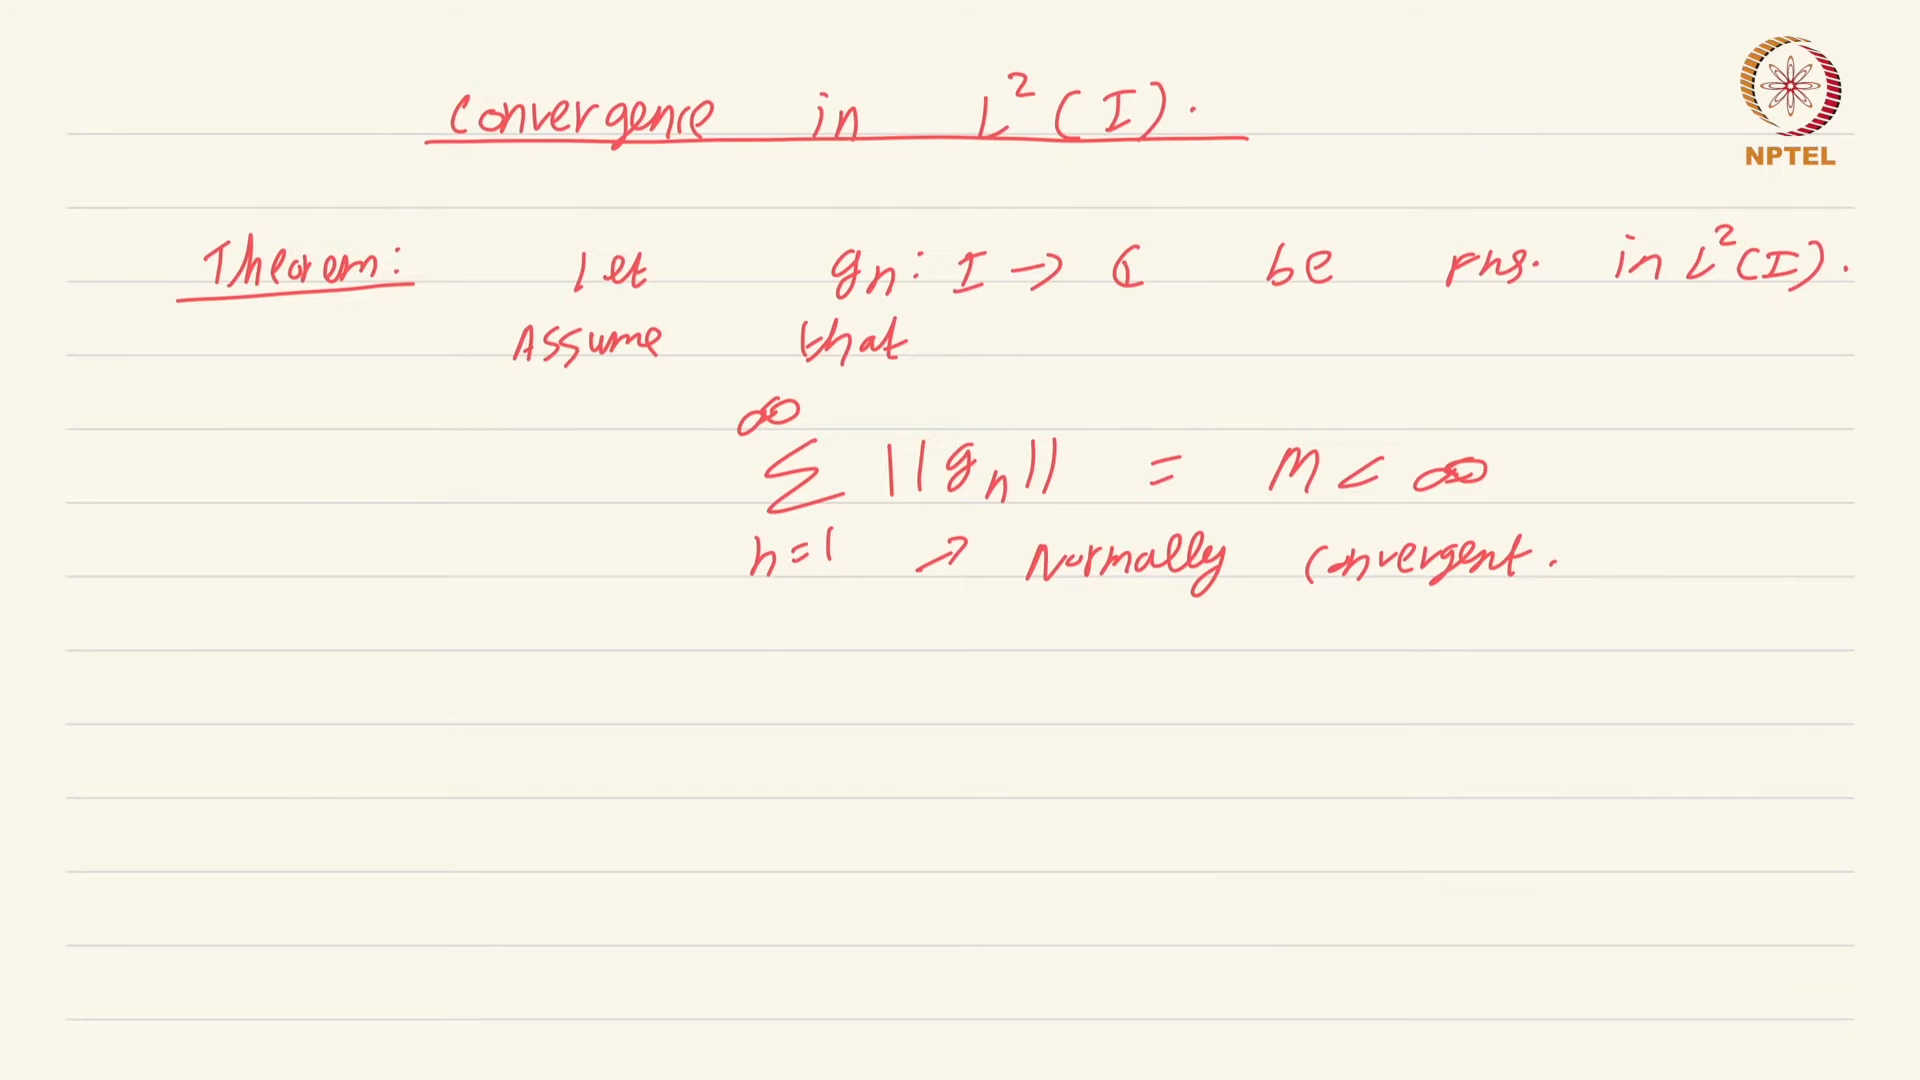 Convergence in L²(I).
NPTEL
Theorem: Let gₙ: I → ℂ be fns. in L²(I).
Assume that
∞
Σ ||gₙ|| = M < ∞
n=1 → Normally convergent.